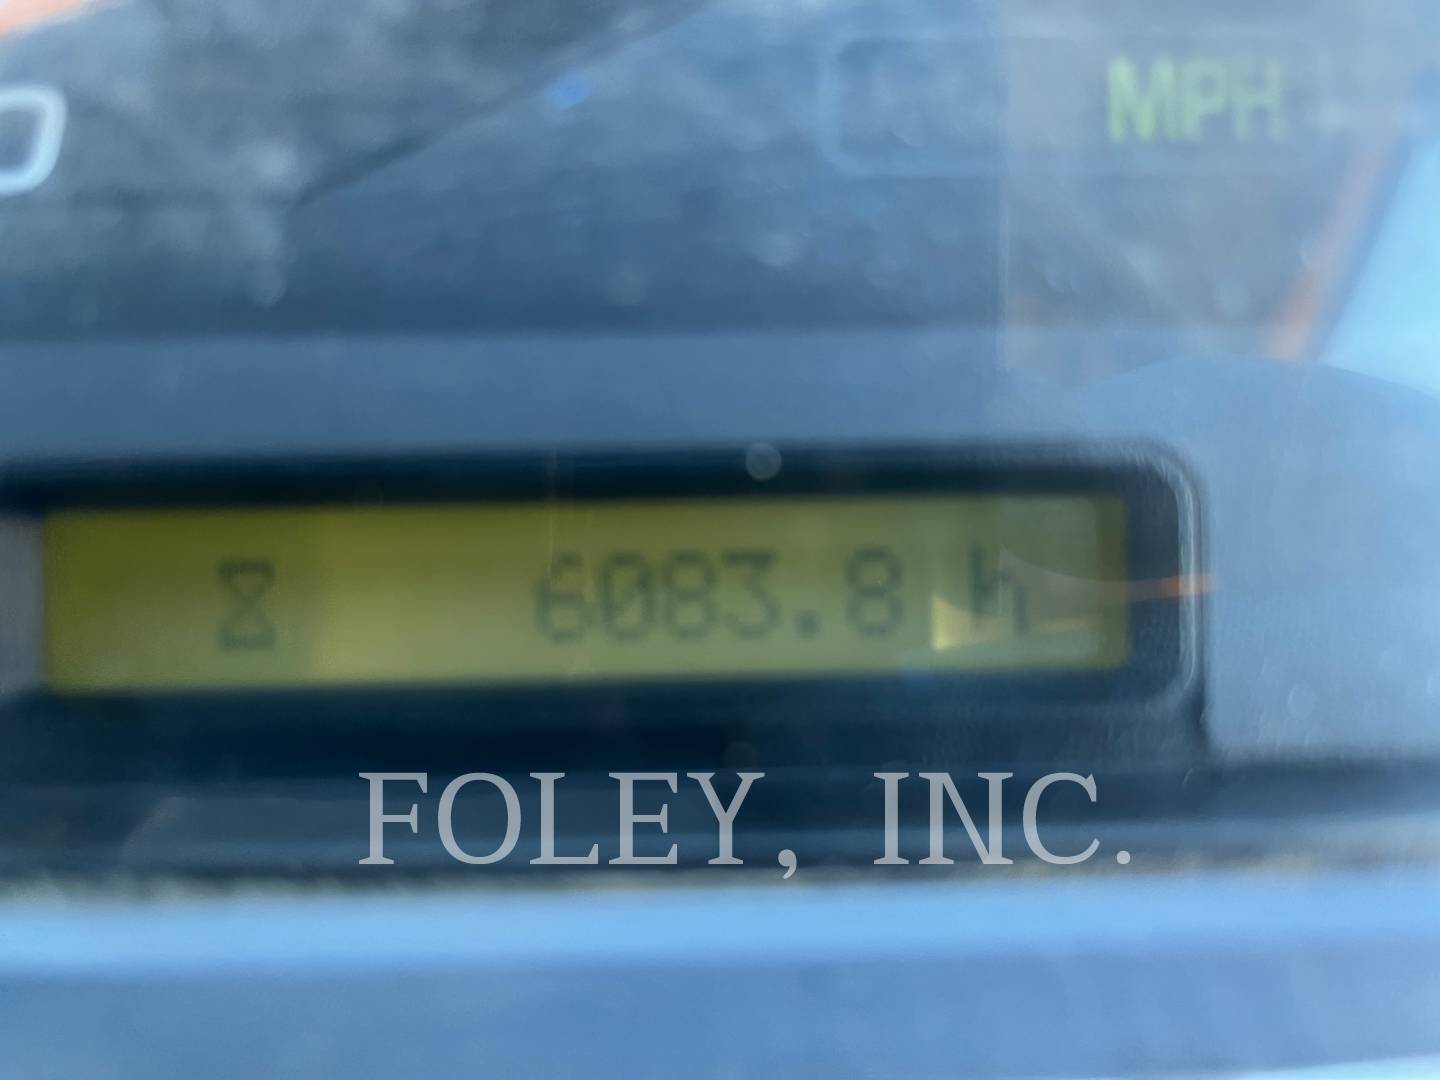 MPH
6083.8 h
FOLEY, INC.